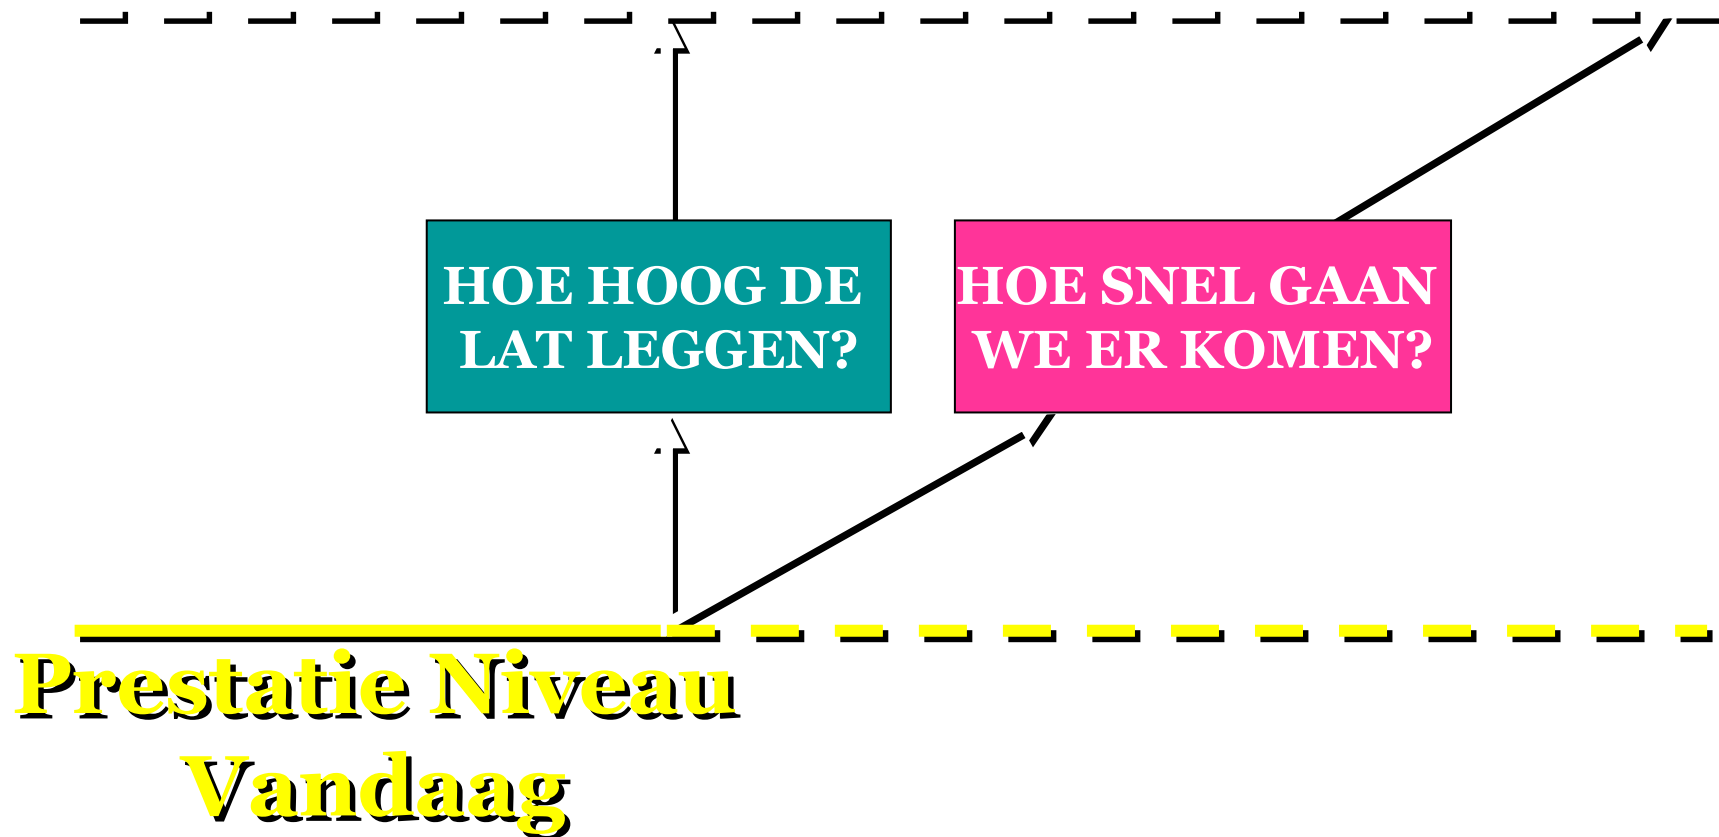 HOE HOOG DE
LAT LEGGEN?
HOE SNEL GAAN
WE ER KOMEN?
Prestatie Niveau
Vandaag